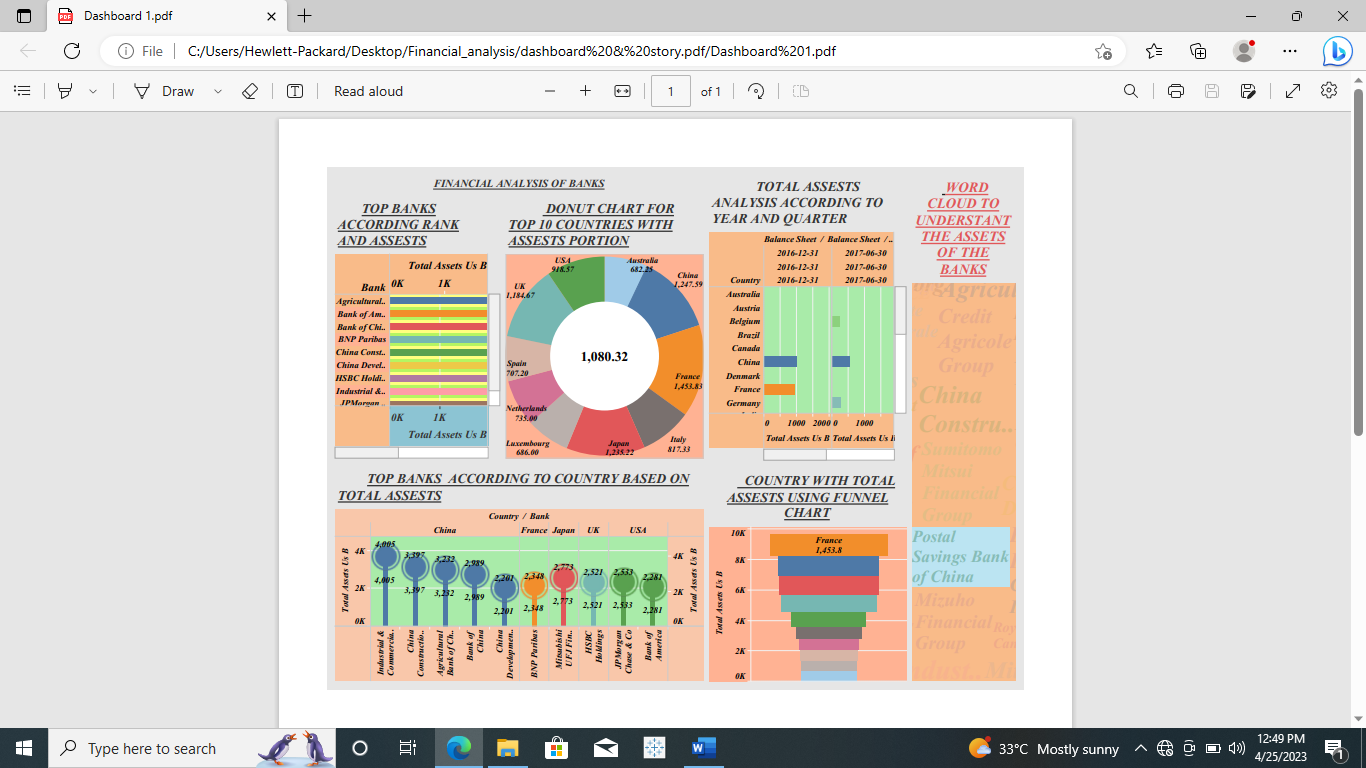 Dashboard 1.pdf
File
C:/Users/Hewlett-Packard/Desktop/Financial_analysis/dashboard%20&%20story.pdf/Dashboard%201.pdf
Draw
Read aloud
1
of 1
FINANCIAL ANALYSIS OF BANKS
TOP BANKS
ACCORDING RANK
AND ASSESTS
Total Assets Us B
Bank
0K 1K
Agricultural..
Bank of Am..
Bank of Chi..
BNP Paribas
China Const..
China Devel..
HSBC Holdi..
Industrial &..
JPMorgan ..
0K 1K
Total Assets Us B
DONUT CHART FOR
TOP 10 COUNTRIES WITH
ASSESTS PORTION
USA
918.57
Australia
682.25
China
1,247.59
UK
1,184.67
1,080.32
Spain
707.20
France
1,453.83
Netherlands
735.00
Luxembourg
686.00
Japan
1,235.22
Italy
817.33
TOTAL ASSESTS
ANALYSIS ACCORDING TO
YEAR AND QUARTER
Balance Sheet / Balance Sheet / ..
2016-12-31 2017-06-30
2016-12-31 2017-06-30
Country 2016-12-31 2017-06-30
Australia
Austria
Belgium
Brazil
Canada
China
Denmark
France
Germany
0 1000 2000 0 1000
Total Assets Us B Total Assets Us B
WORD
CLOUD TO
UNDERSTANT
THE ASSETS
OF THE
BANKS
Agricul
Credit
Agricole
Group
China
Constru..
Sumitomo
Mitsui
Financial
Group
Postal
Savings Bank
of China
Mizuho
Financial
Group
TOP BANKS ACCORDING TO COUNTRY BASED ON
TOTAL ASSESTS
Country / Bank
China France Japan UK USA
Total Assets Us B
4K
2K
0K
4,005 3,397 3,232 2,989 2,201 2,348 2,773 2,521 2,533 2,281
4,005 3,397 3,232 2,989 2,201 2,348 2,773 2,521 2,533 2,281
4K
2K
0K
Total Assets Us B
Industrial &
Commercia..
China
Constructio..
Agricultural
Bank of Ch..
Bank of
China
China
Developmen..
BNP Paribas
Mitsubishi
UFJ Fin..
HSBC
Holdings
JPMorgan
Chase & Co
Bank of
America
COUNTRY WITH TOTAL
ASSESTS USING FUNNEL
CHART
Total Assets Us B
10K
8K
6K
4K
2K
0K
France
1,453.8
Type here to search
33°C Mostly sunny
12:49 PM
4/25/2023
1